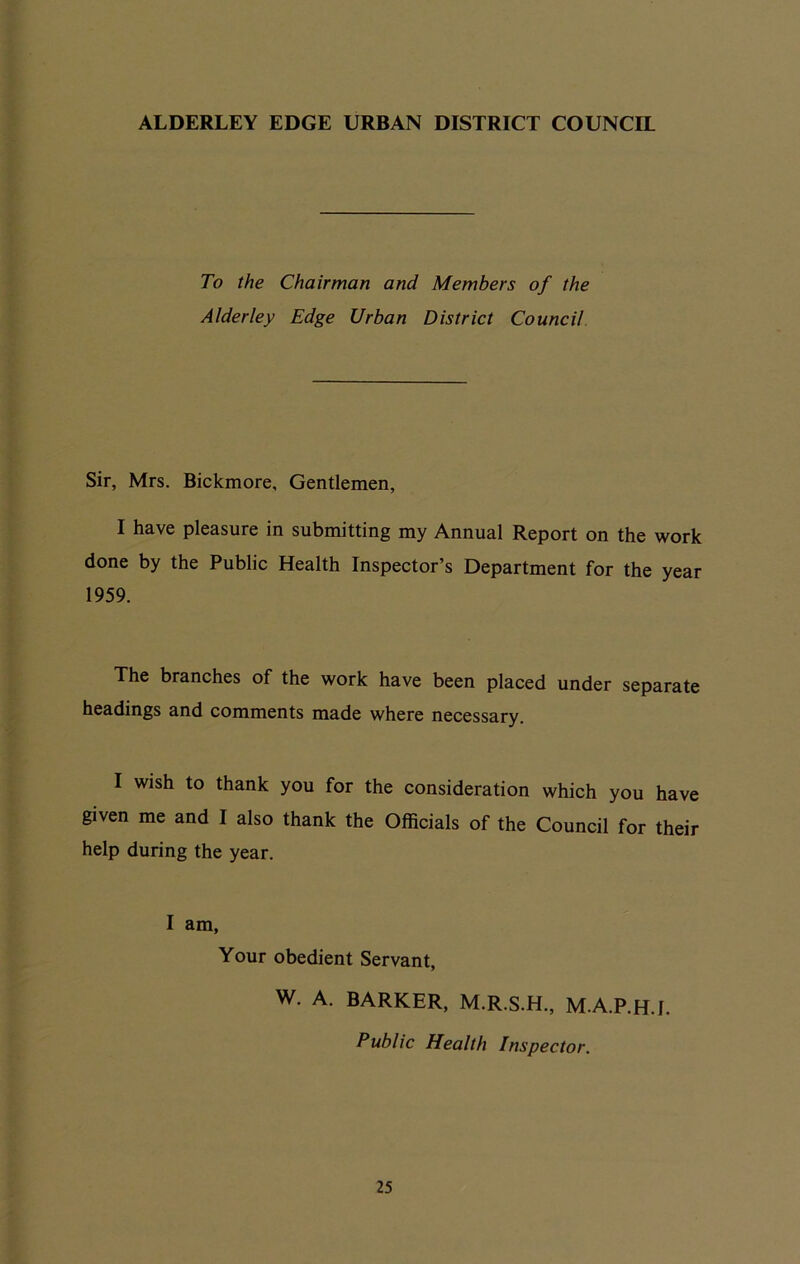 ALDERLEY EDGE URBAN DISTRICT COUNCIL
To the Chairman and Members of the
Alderley Edge Urban District Council.
Sir, Mrs. Bickmore, Gentlemen,
I have pleasure in submitting my Annual Report on the work
done by the Public Health Inspector’s Department for the year
1959.
The branches of the work have been placed under separate
headings and comments made where necessary.
I wish to thank you for the consideration which you have
given me and I also thank the Officials of the Council for their
help during the year.
I am,
Your obedient Servant,
W. A. BARKER, M.R.S.H., M.A.P.H.I.
Public Health Inspector.
25